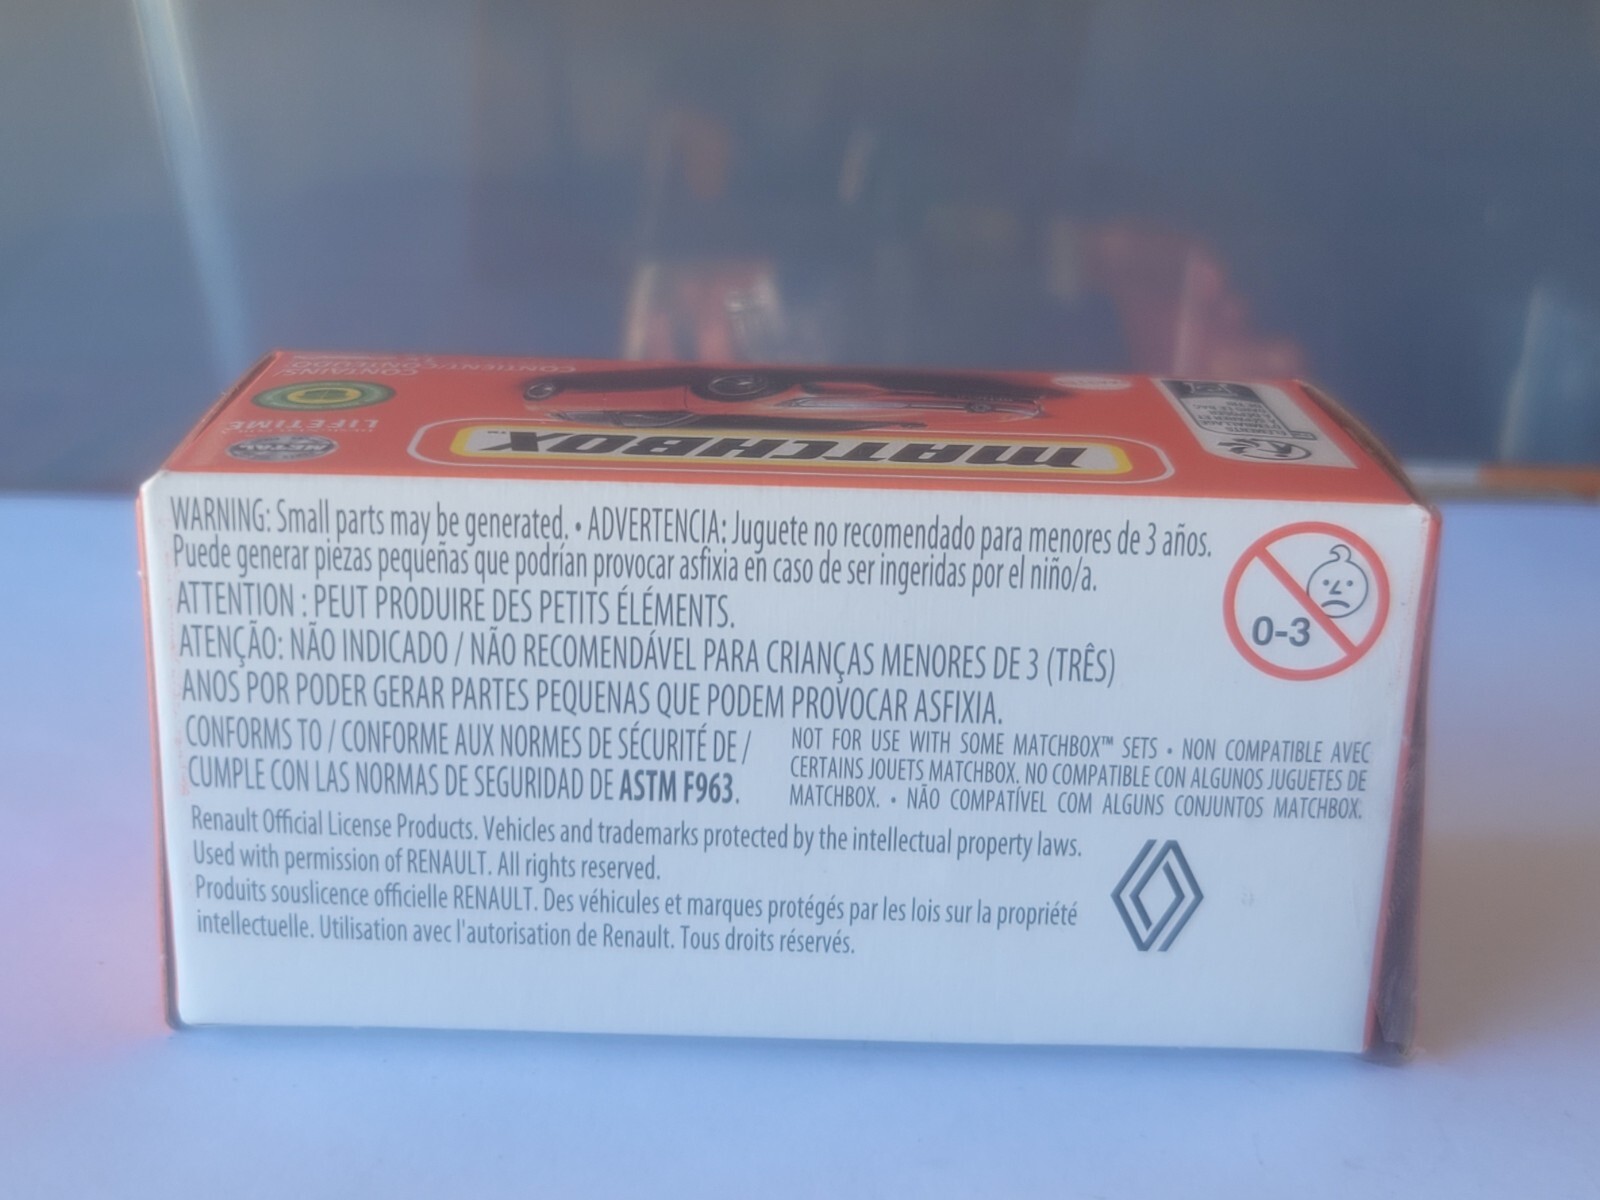 CONTAINS
CONTIENT/CONTENIDO
LIFETIME
METAL
MATCHBOX™
WARNING: Small parts may be generated. • ADVERTENCIA: Juguete no recomendado para menores de 3 años.
Puede generar piezas pequeñas que podrían provocar asfixia en caso de ser ingeridas por el niño/a.
ATTENTION : PEUT PRODUIRE DES PETITS ÉLÉMENTS.
ATENÇÃO: NÃO INDICADO / NÃO RECOMENDÁVEL PARA CRIANÇAS MENORES DE 3 (TRÊS)
ANOS POR PODER GERAR PARTES PEQUENAS QUE PODEM PROVOCAR ASFIXIA.
0-3
CONFORMS TO / CONFORME AUX NORMES DE SÉCURITÉ DE /
CUMPLE CON LAS NORMAS DE SEGURIDAD DE ASTM F963.
NOT FOR USE WITH SOME MATCHBOX™ SETS • NON COMPATIBLE AVEC
CERTAINS JOUETS MATCHBOX. NO COMPATIBLE CON ALGUNOS JUGUETES DE
MATCHBOX. • NÃO COMPATÍVEL COM ALGUNS CONJUNTOS MATCHBOX.
Renault Official License Products. Vehicles and trademarks protected by the intellectual property laws.
Used with permission of RENAULT. All rights reserved.
Produits souslicence officielle RENAULT. Des véhicules et marques protégés par les lois sur la propriété
intellectuelle. Utilisation avec l'autorisation de Renault. Tous droits réservés.